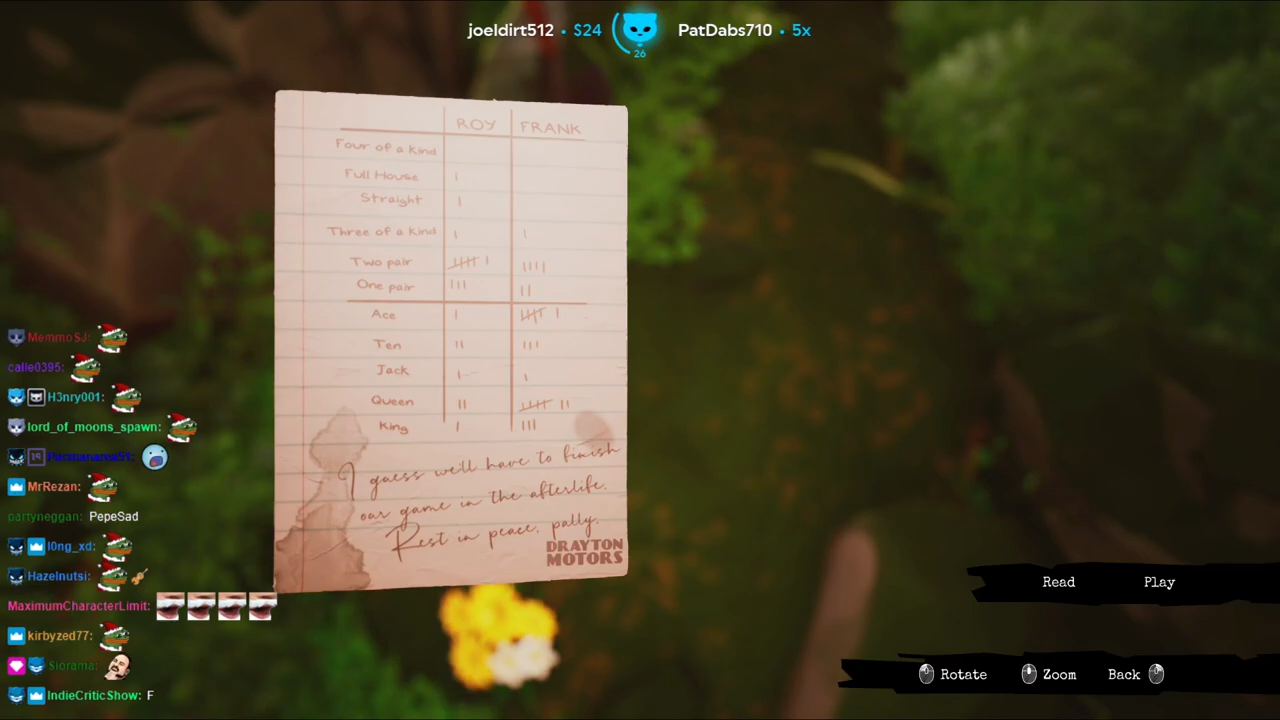 joeldirt512 • $24 26 PatDabs710 • 5x
ROY FRANK
Four of a kind
Full House
Straight
Three of a kind
Two pair
One pair
Ace
Ten
Jack
Queen
King
I guess we'll have to finish
our game in the afterlife.
Rest in peace, pally.
DRAYTON
MOTORS
MemmoSJ:
calle0395:
H3nry001:
lord_of_moons_spawn:
MrRezan:
partyneggan: PepeSad
l0ng_xd:
Hazelnutsi:
MaximumCharacterLimit:
kirbyzed77:
Siorama:
IndieCriticShow: F
Read Play
Rotate Zoom Back